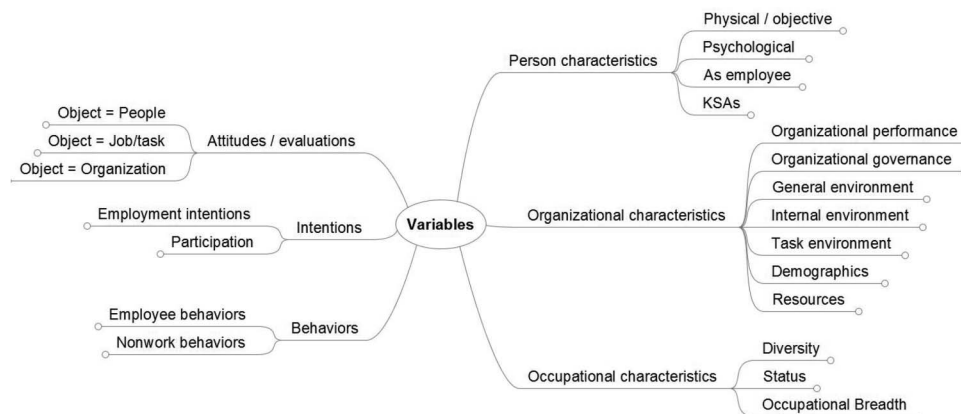 Physical / objective
Psychological
Person characteristics
As employee
KSAs
Object = People
Object = Job/task
Attitudes / evaluations
Object = Organization
Organizational performance
Organizational governance
General environment
Employment intentions
Intentions
Participation
Variables
Organizational characteristics
Internal environment
Task environment
Demographics
Resources
Employee behaviors
Behaviors
Nonwork behaviors
Diversity
Occupational characteristics
Status
Occupational Breadth